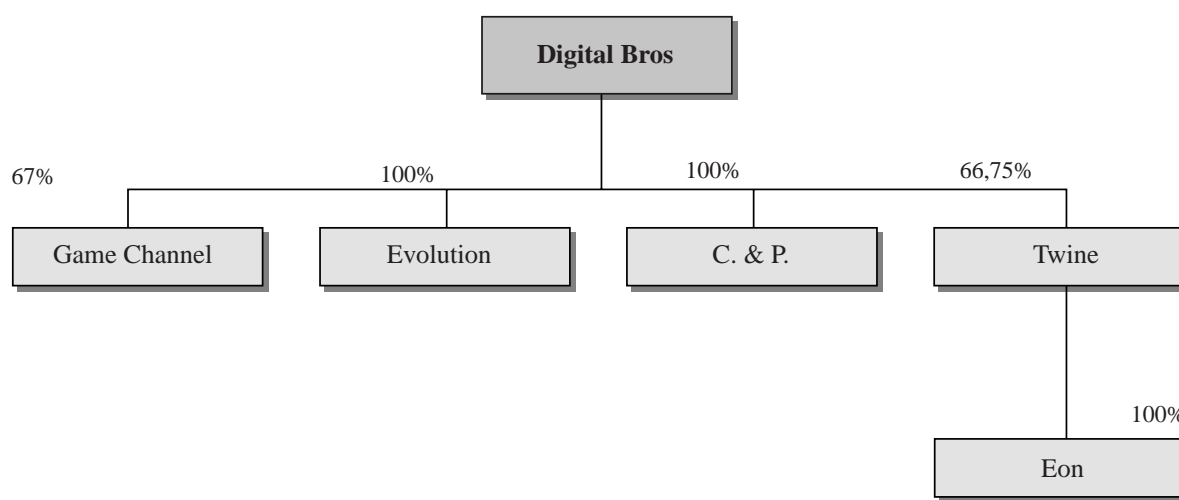 Digital Bros
67%
100%
100%
66,75%
Game Channel
Evolution
C. & P.
Twine
100%
Eon